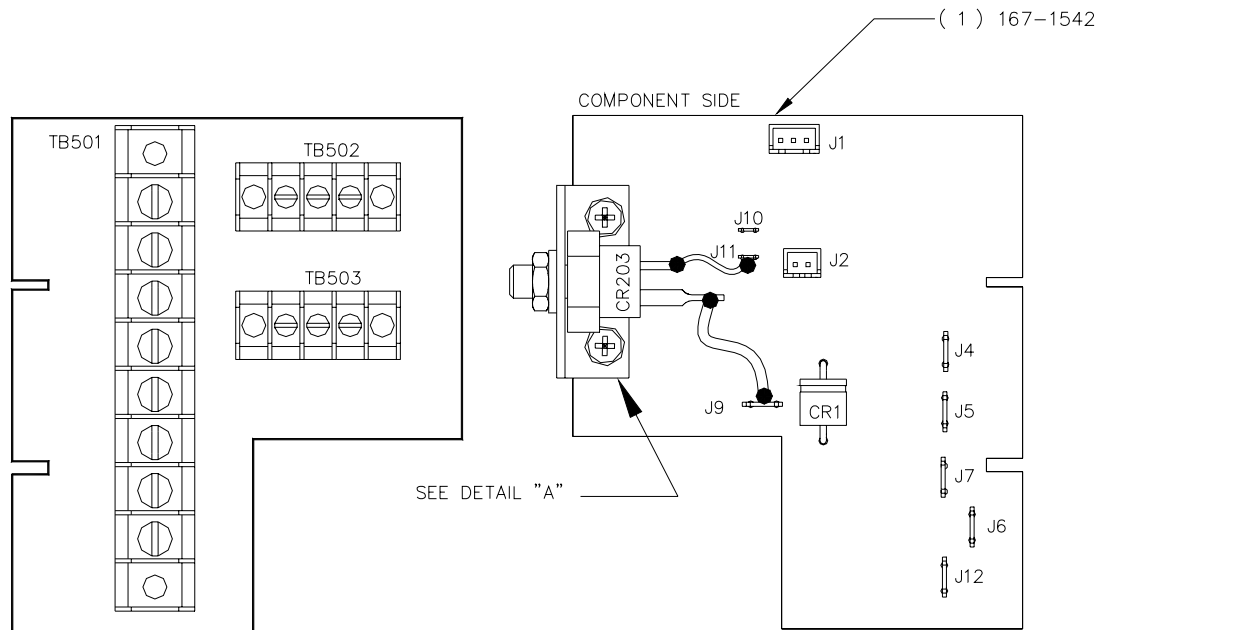 ( 1 ) 167-1542
COMPONENT SIDE
TB501
TB502
J1
J10
J11
J2
CR203
TB503
J4
J9
CR1
J5
J7
SEE DETAIL "A"
J6
J12